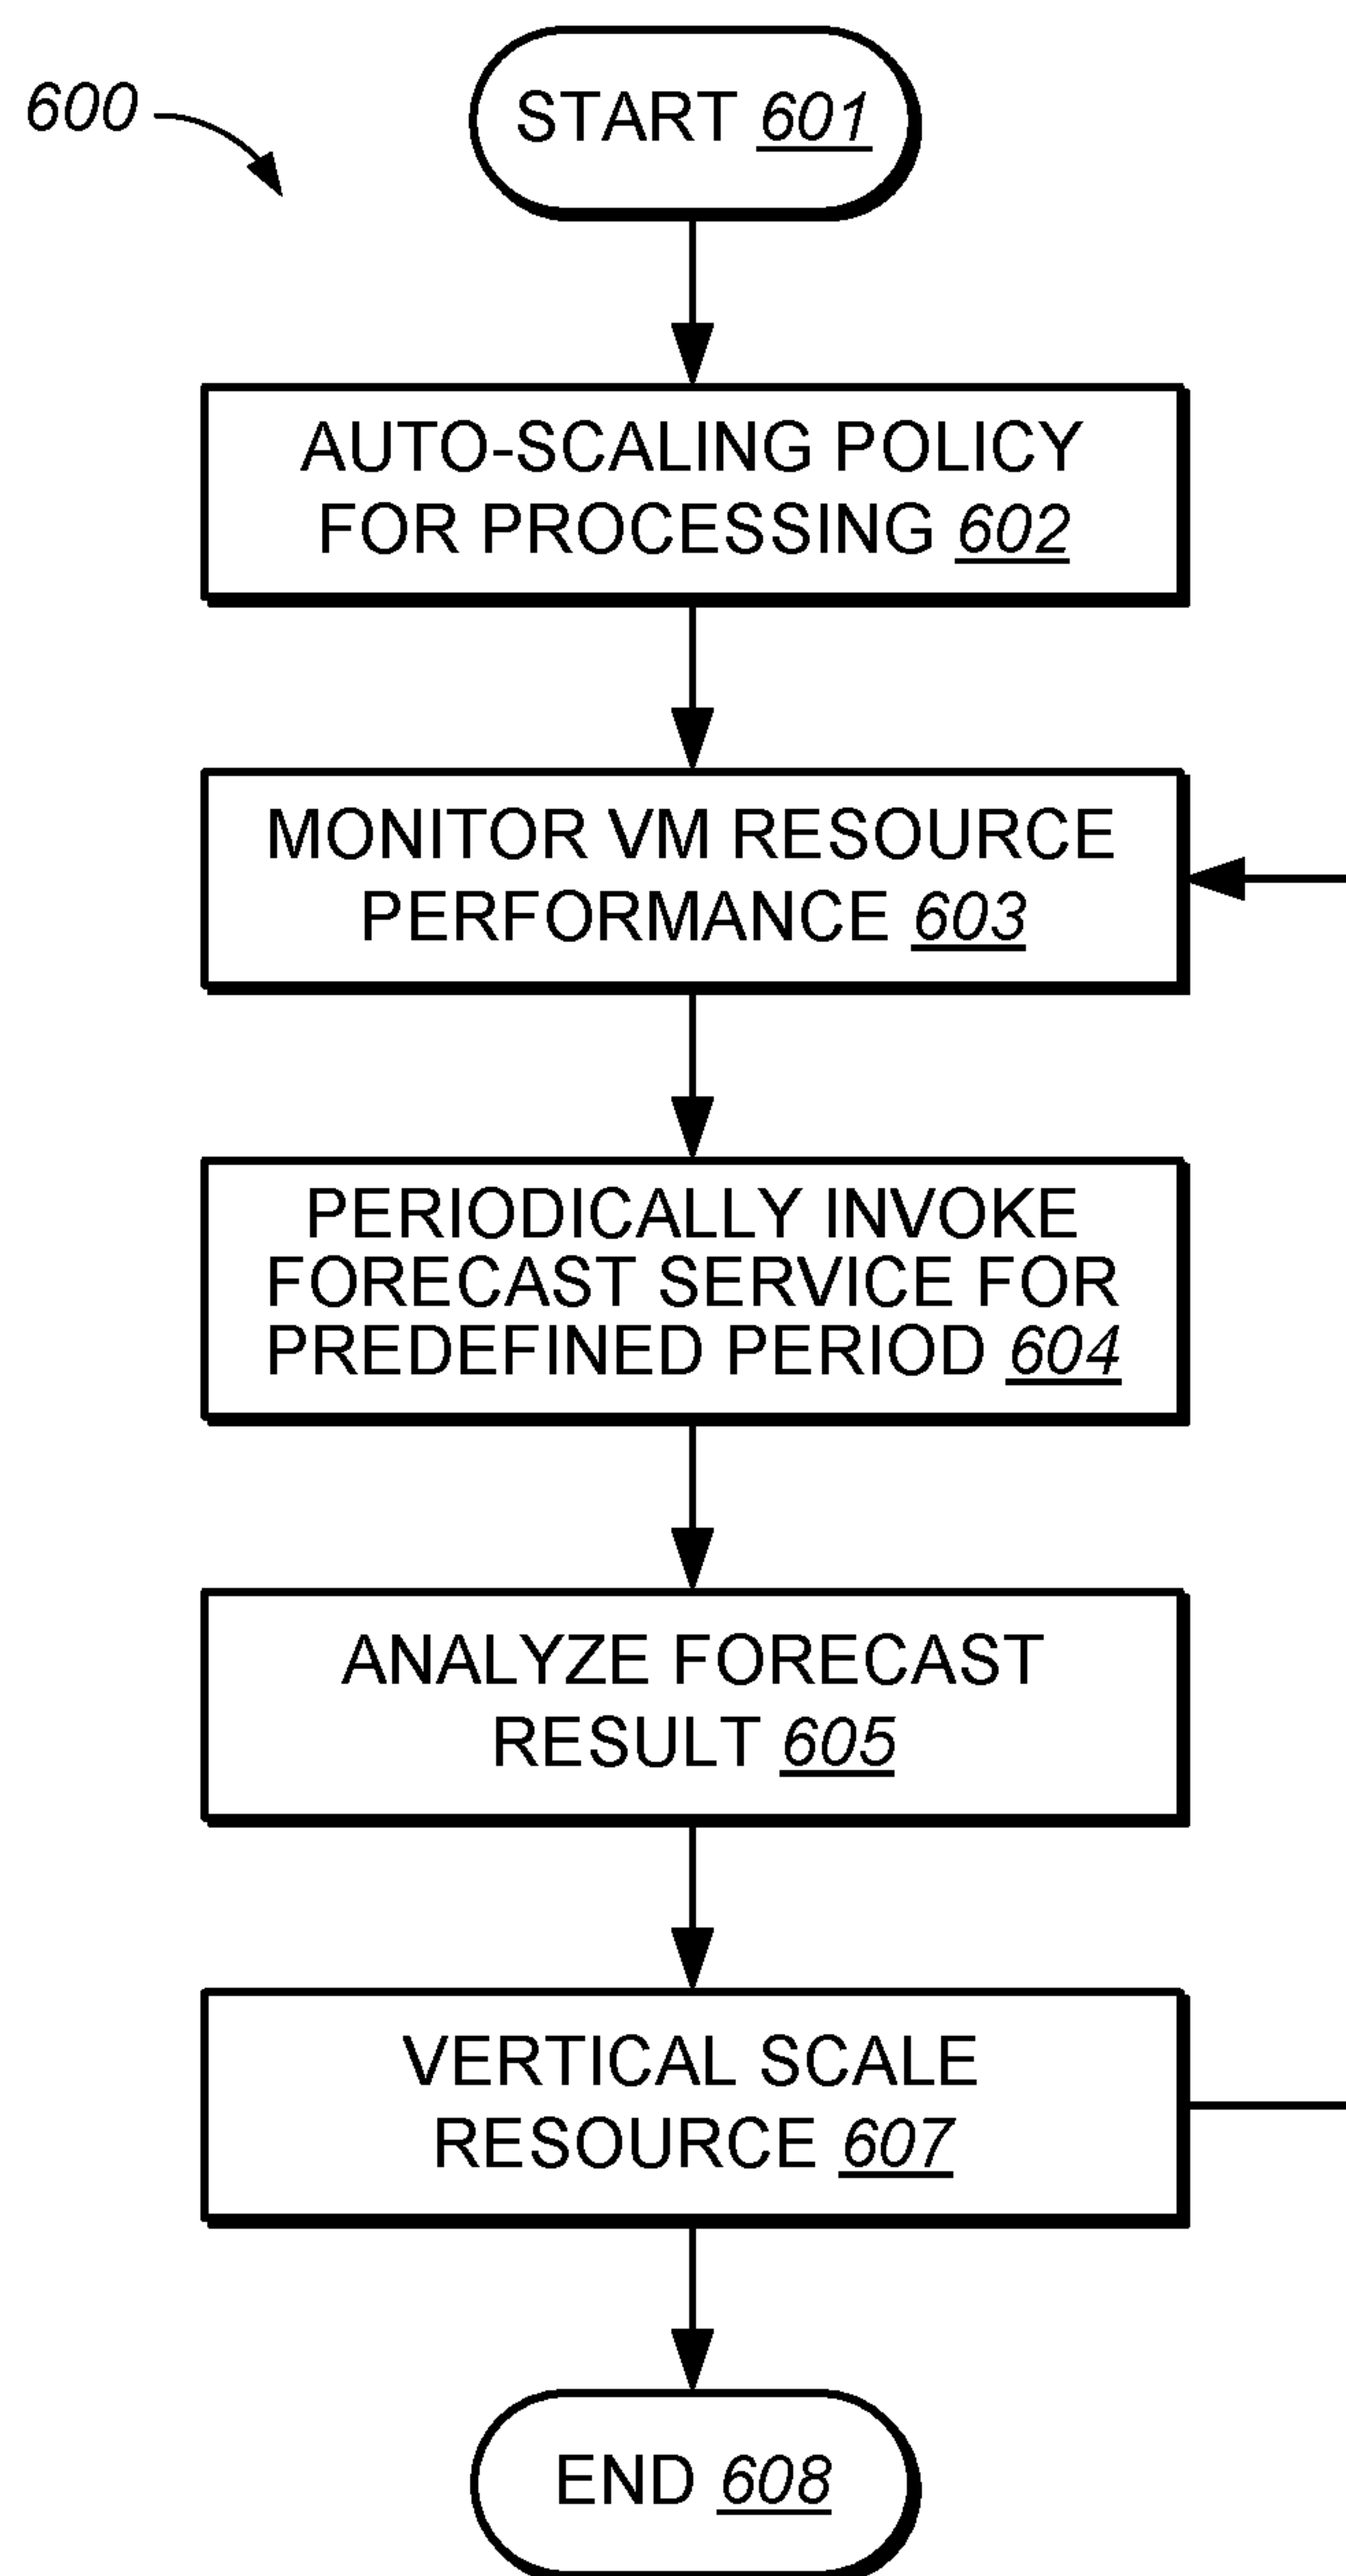 600
START 601
AUTO-SCALING POLICY
FOR PROCESSING 602
MONITOR VM RESOURCE
PERFORMANCE 603
PERIODICALLY INVOKE
FORECAST SERVICE FOR
PREDEFINED PERIOD 604
ANALYZE FORECAST
RESULT 605
VERTICAL SCALE
RESOURCE 607
END 608